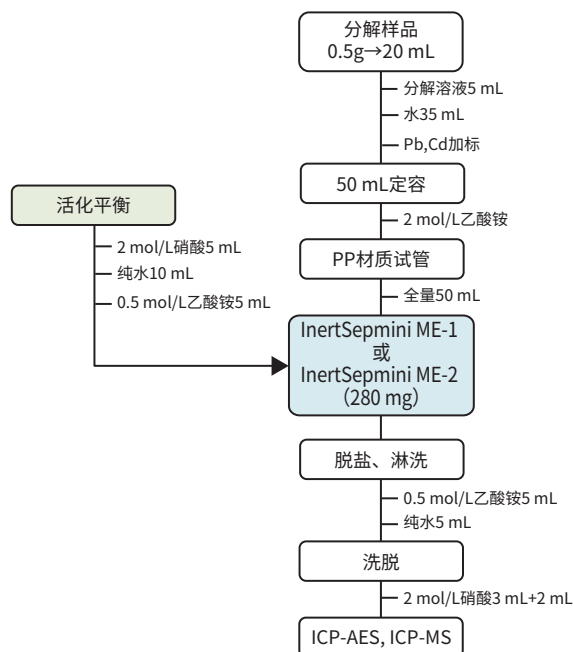 分解样品
0.5g→20 mL
分解溶液5 mL
水35 mL
Pb,Cd加标
50 mL定容
2 mol/L乙酸铵
PP材质试管
全量50 mL
活化平衡
2 mol/L硝酸5 mL
纯水10 mL
0.5 mol/L乙酸铵5 mL
InertSepmini ME-1
或
InertSepmini ME-2
（280 mg）
脱盐、淋洗
0.5 mol/L乙酸铵5 mL
纯水5 mL
洗脱
2 mol/L硝酸3 mL+2 mL
ICP-AES, ICP-MS